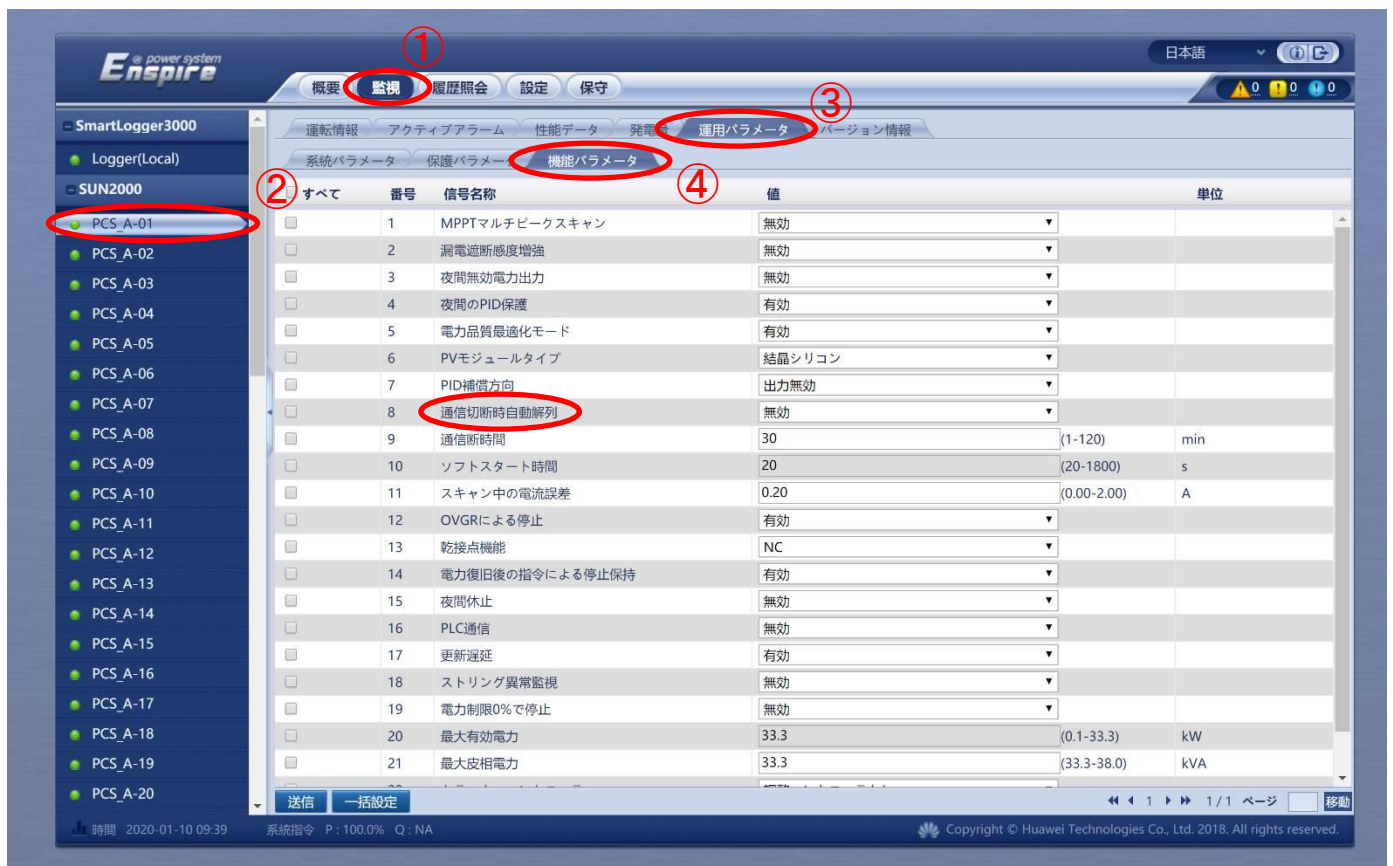 ①
Enspire
e power system
日本語
概要 監視 履歴照会 設定 保守
0 0 0
③
SmartLogger3000
運転情報 アクティブアラーム 性能データ 発電量 運用パラメータ バージョン情報
Logger(Local)
系統パラメータ 保護パラメータ 機能パラメータ
SUN2000
② すべて 番号 信号名称 ④ 値 単位
PCS_A-01
PCS_A-02
PCS_A-03
PCS_A-04
PCS_A-05
PCS_A-06
PCS_A-07
PCS_A-08
PCS_A-09
PCS_A-10
PCS_A-11
PCS_A-12
PCS_A-13
PCS_A-14
PCS_A-15
PCS_A-16
PCS_A-17
PCS_A-18
PCS_A-19
PCS_A-20
1 MPPTマルチピークスキャン 無効
2 漏電遮断感度増強 無効
3 夜間無効電力出力 無効
4 夜間のPID保護 有効
5 電力品質最適化モード 有効
6 PVモジュールタイプ 結晶シリコン
7 PID補償方向 出力無効
8 通信切断時自動解列 無効
9 通信断時間 30 (1-120) min
10 ソフトスタート時間 20 (20-1800) s
11 スキャン中の電流誤差 0.20 (0.00-2.00) A
12 OVGRによる停止 有効
13 乾接点機能 NC
14 電力復旧後の指令による停止保持 有効
15 夜間休止 無効
16 PLC通信 無効
17 更新遅延 有効
18 ストリング異常監視 無効
19 電力制限0%で停止 無効
20 最大有効電力 33.3 (0.1-33.3) kW
21 最大皮相電力 33.3 (33.3-38.0) kVA
送信 一括設定 1 1/1 ページ 移動
時間 2020-01-10 09:39 系統指令 P : 100.0% Q : NA Copyright © Huawei Technologies Co., Ltd. 2018. All rights reserved.